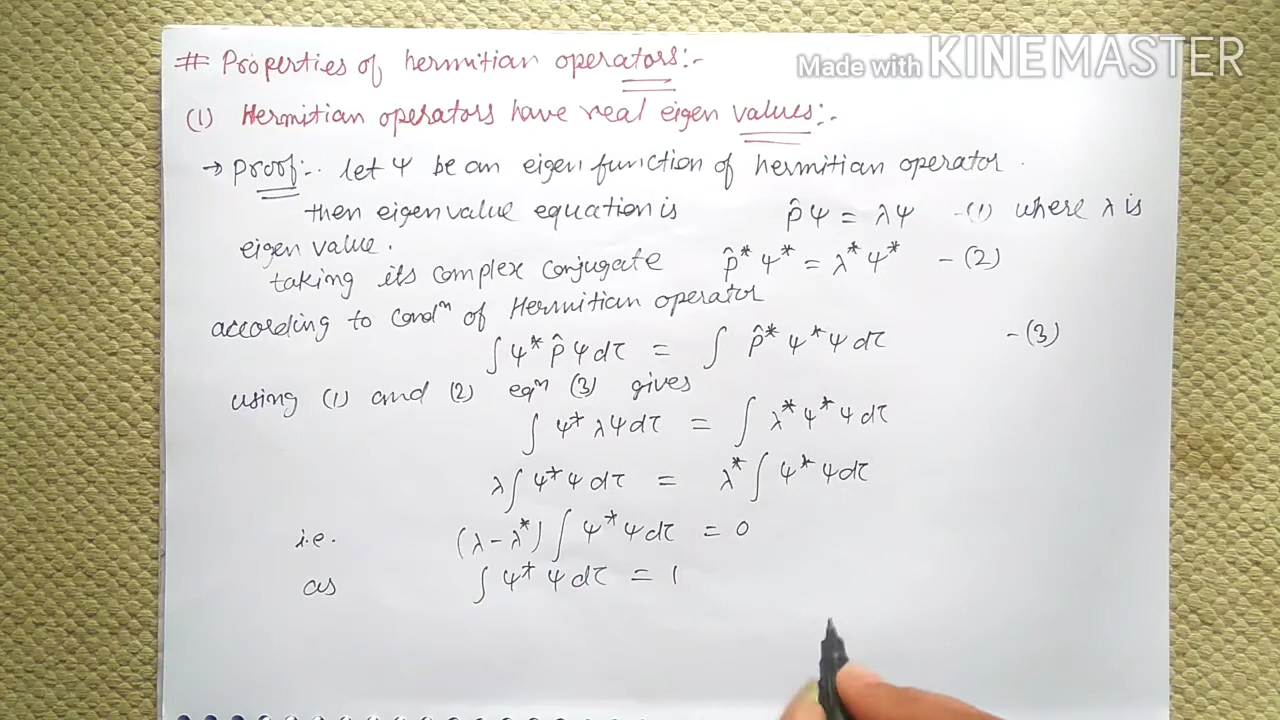 # Properties of hermitian operators:-
Made with KINEMASTER
(1) Hermitian operators have real eigen values:-
→ proof:- let Ψ be an eigen function of hermitian operator.
then eigenvalue equation is p̂Ψ = λΨ -(1) where λ is
eigen value.
taking its complex conjugate p̂*Ψ* = λ*Ψ* -(2)
according to condⁿ of Hermitian operator
∫ Ψ* p̂ Ψ dτ = ∫ p̂* Ψ* Ψ dτ -(3)
using (1) and (2) eqⁿ (3) gives
∫ Ψ* λΨ dτ = ∫ λ* Ψ* Ψ dτ
λ∫ Ψ* Ψ dτ = λ* ∫ Ψ* Ψ dτ
i.e. (λ - λ*) ∫ Ψ* Ψ dτ = 0
as ∫ Ψ* Ψ dτ = 1